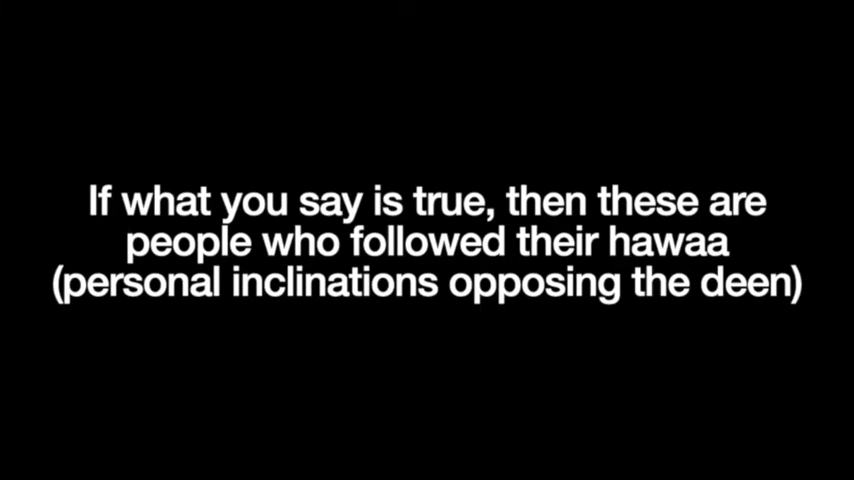 If what you say is true, then these are
people who followed their hawaa
(personal inclinations opposing the deen)